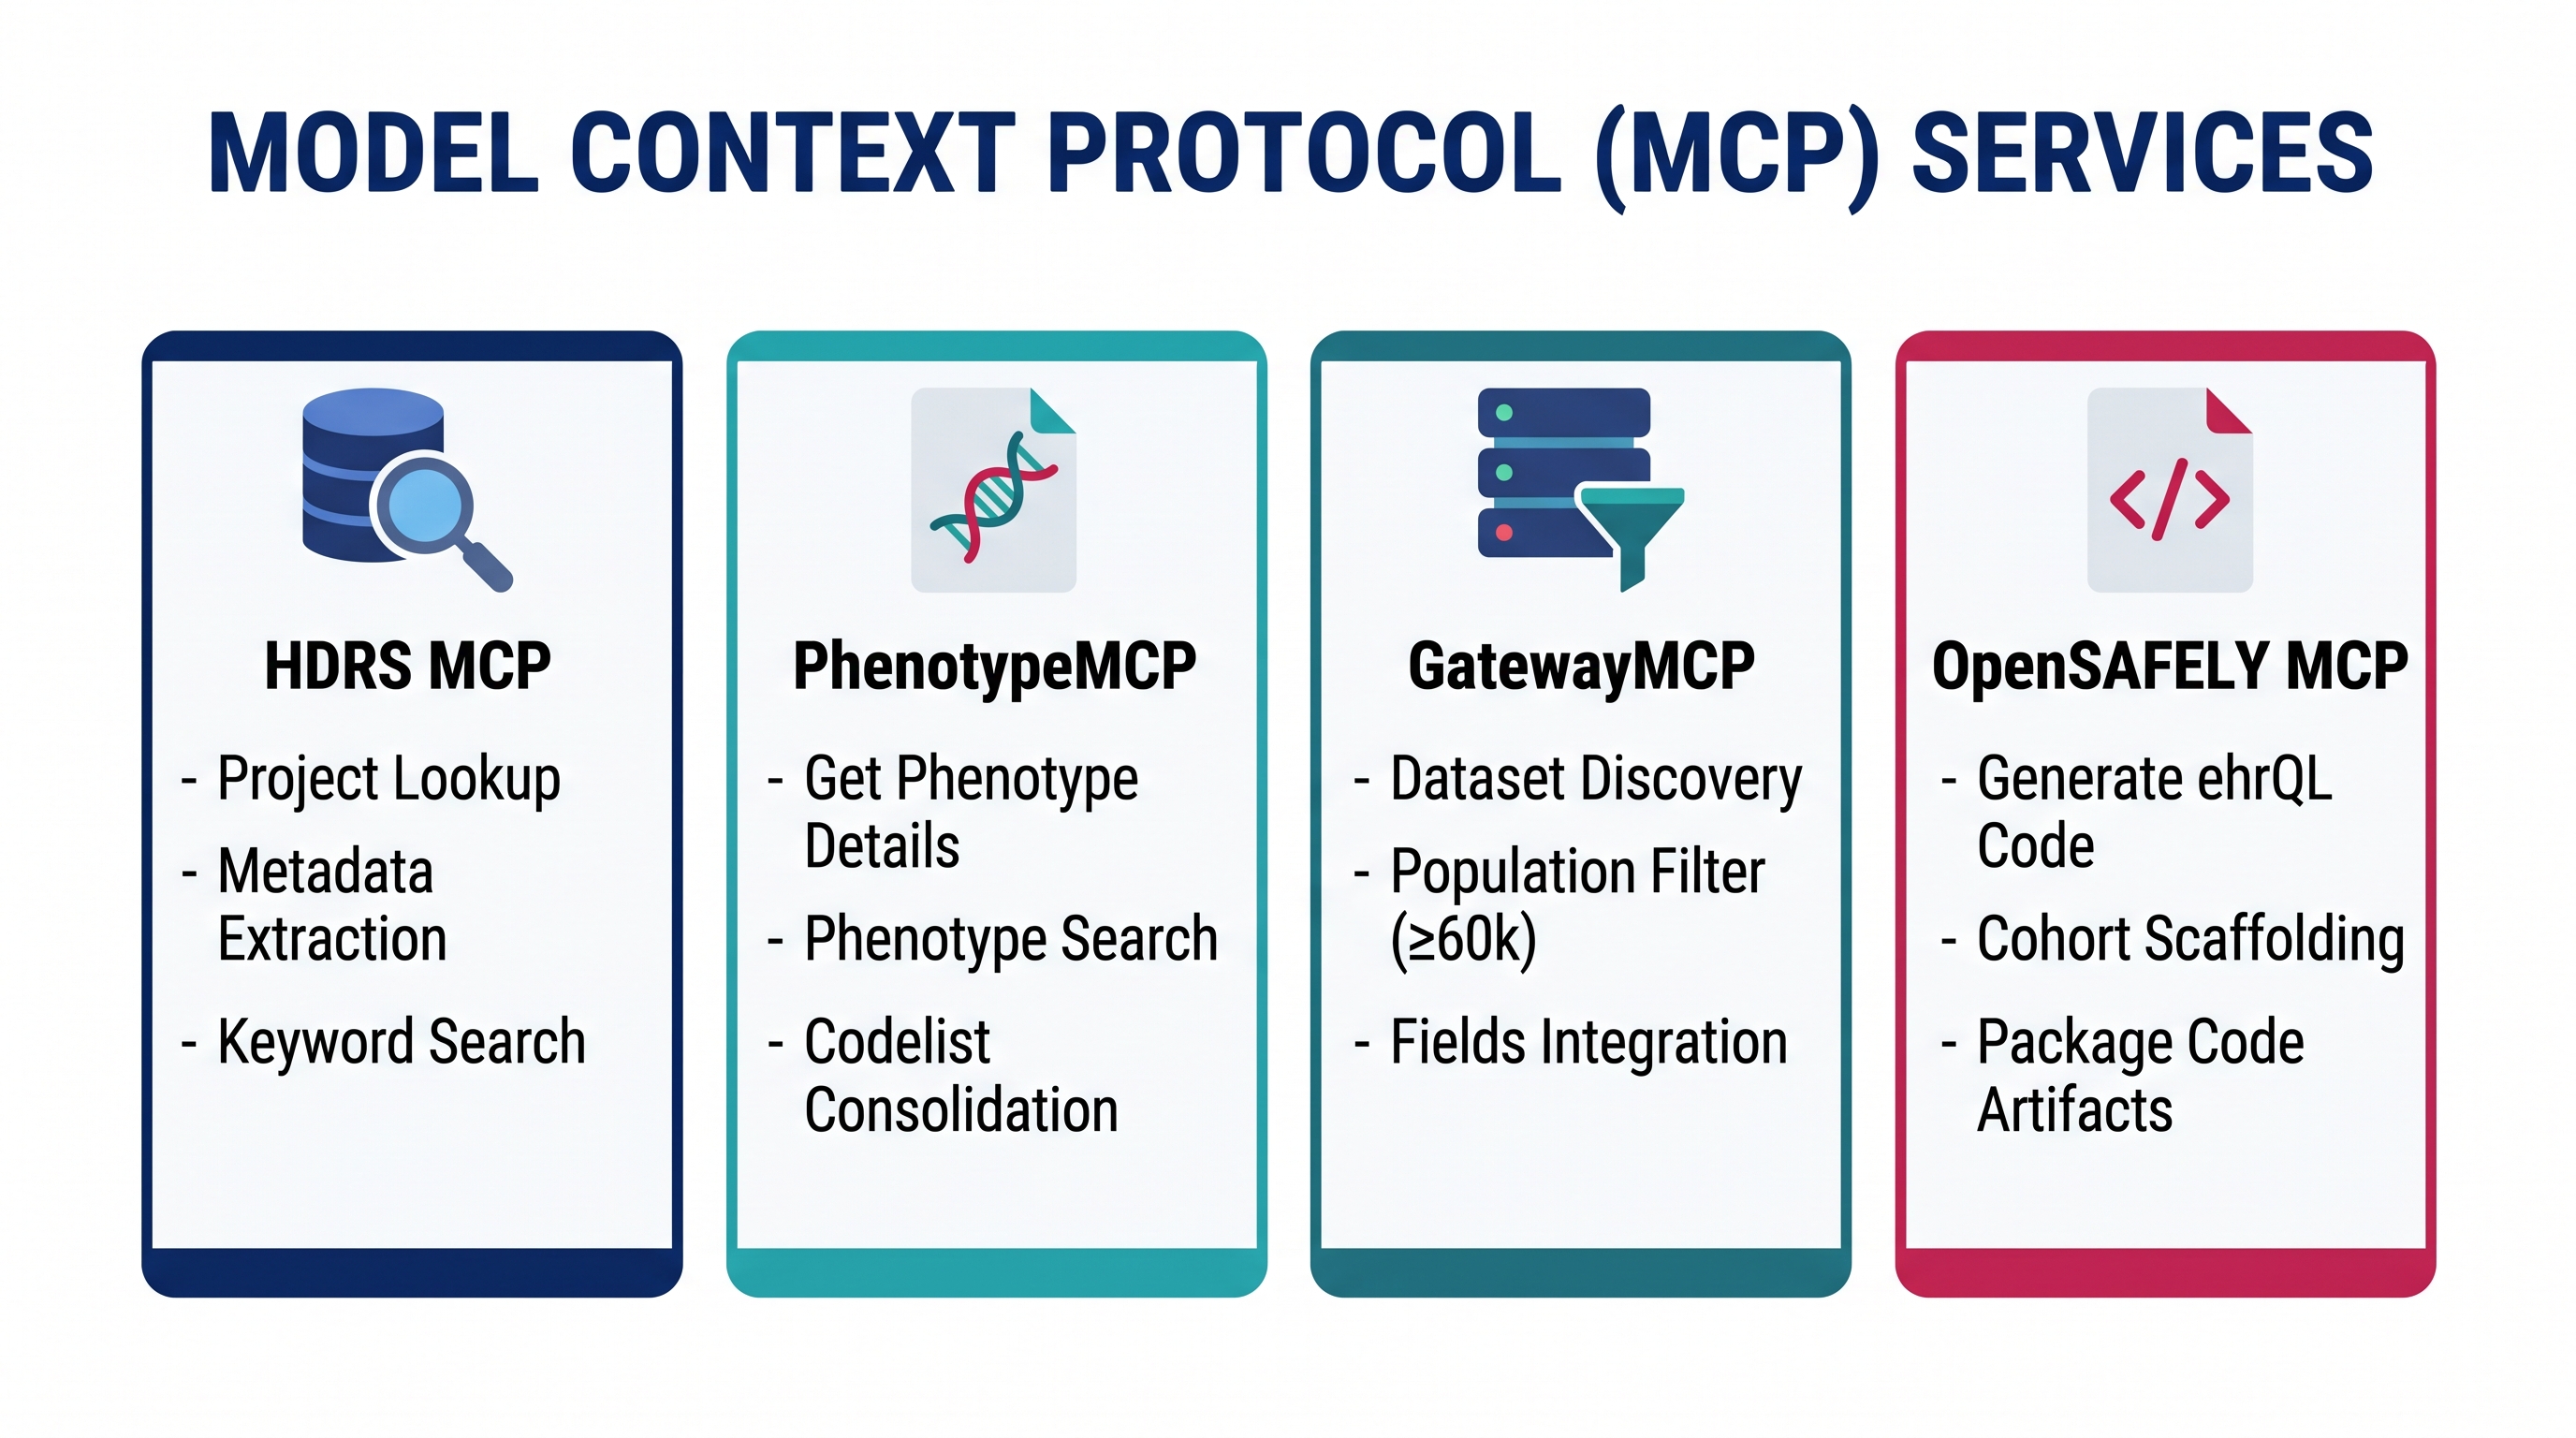 MODEL CONTEXT PROTOCOL (MCP) SERVICES
HDRS MCP
- Project Lookup
- Metadata
Extraction
- Keyword Search
PhenotypeMCP
- Get Phenotype
Details
- Phenotype Search
- Codelist
Consolidation
GatewayMCP
- Dataset Discovery
- Population Filter
(≥60k)
- Fields Integration
OpenSAFELY MCP
- Generate ehrQL
Code
- Cohort Scaffolding
- Package Code
Artifacts